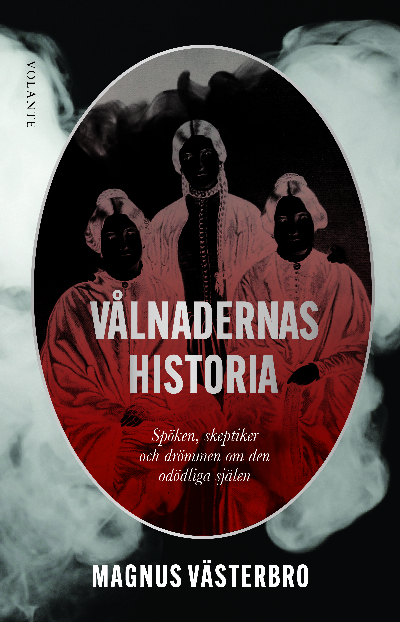 VOLANTE
VÅLNADERNAS
HISTORIA
Spöken, skeptiker
och drömmen om den
odödliga själen
MAGNUS VÄSTERBRO